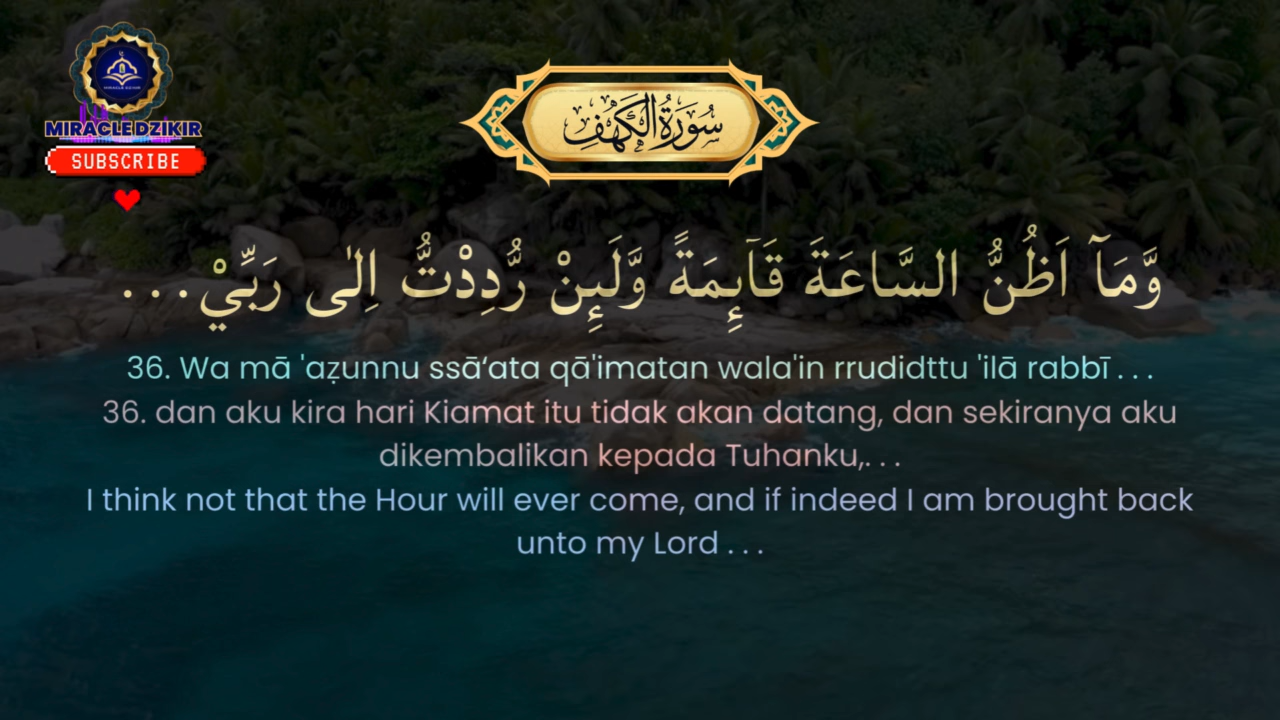 MIRACLE DZIKIR
MIRACLE DZIKIR
SUBSCRIBE
سُوْرَةُ الْكَهْفِ
وَّمَآ اَظُنُّ السَّاعَةَ قَاۤىِٕمَةً وَّلَىِٕنْ رُّدِدْتُّ اِلٰى رَبِّيْ...
36. Wa mā 'aẓunnu ssā‘ata qā'imatan wala'in rrudidttu 'ilā rabbī . . .
36. dan aku kira hari Kiamat itu tidak akan datang, dan sekiranya aku
dikembalikan kepada Tuhanku,. . .
I think not that the Hour will ever come, and if indeed I am brought back
unto my Lord . . .